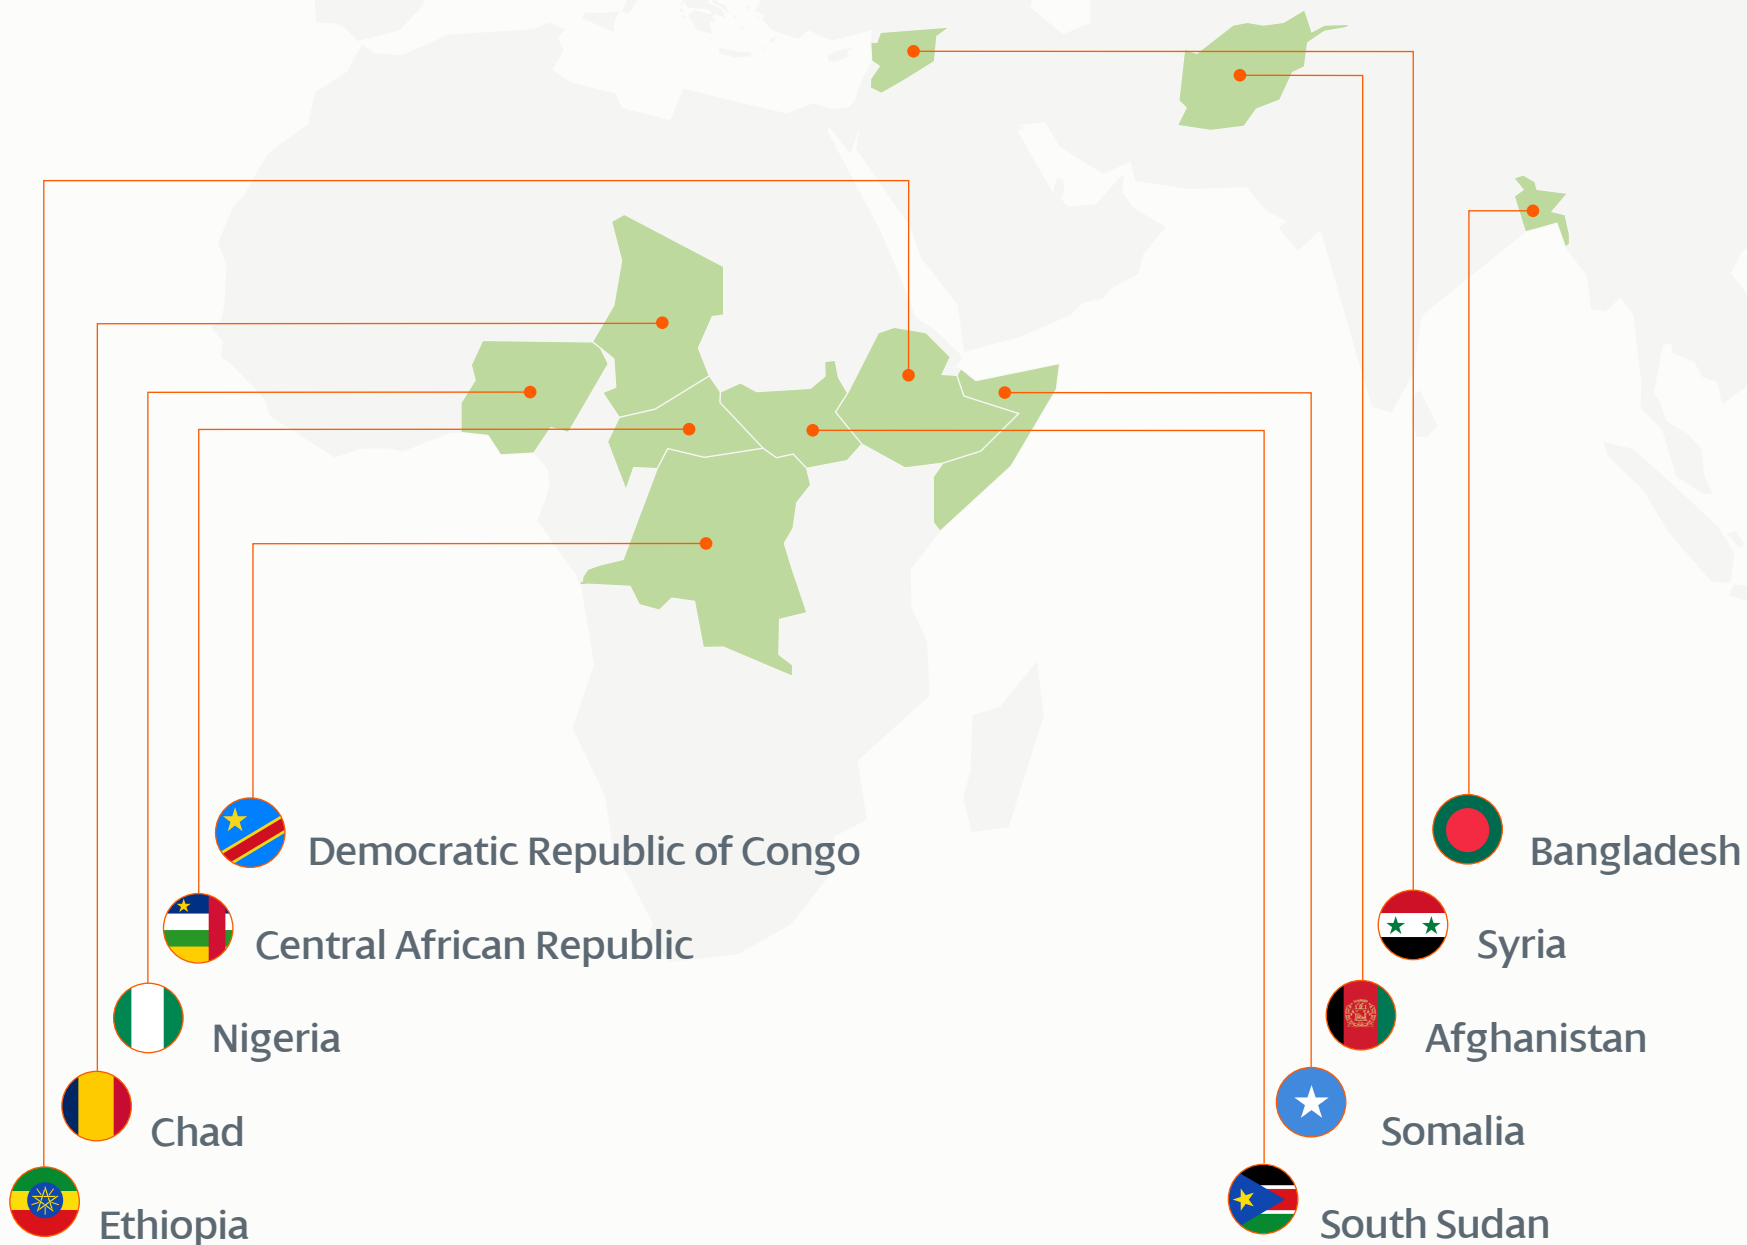 Democratic Republic of Congo
Central African Republic
Nigeria
Chad
Ethiopia
Bangladesh
Syria
Afghanistan
Somalia
South Sudan